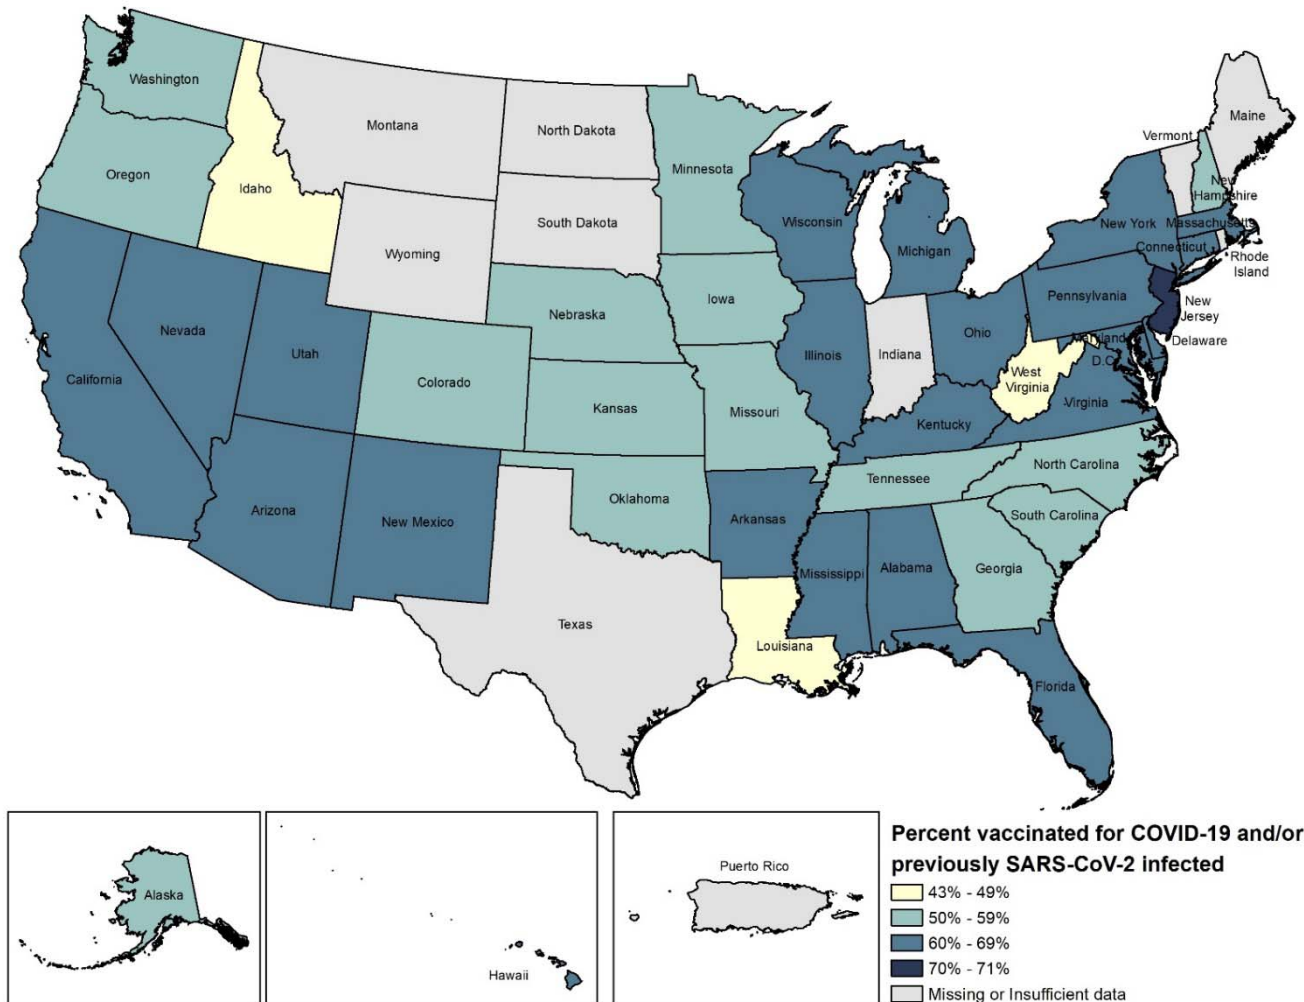 Washington
Montana
North Dakota
Minnesota
Vermont
Maine
Oregon
Idaho
South Dakota
Wisconsin
Michigan
New York
New
Hampshire
Massachusetts
Connecticut
Rhode
Island
Wyoming
Iowa
Nebraska
Pennsylvania
New
Jersey
Nevada
Utah
Colorado
Illinois
Indiana
Ohio
Maryland
Delaware
D.C.
West
Virginia
Virginia
California
Kansas
Missouri
Kentucky
North Carolina
Tennessee
South Carolina
Arizona
New Mexico
Oklahoma
Arkansas
Mississippi
Alabama
Georgia
Texas
Louisiana
Florida
Alaska
Hawaii
Puerto Rico
Percent vaccinated for COVID-19 and/or
previously SARS-CoV-2 infected
43% - 49%
50% - 59%
60% - 69%
70% - 71%
Missing or Insufficient data